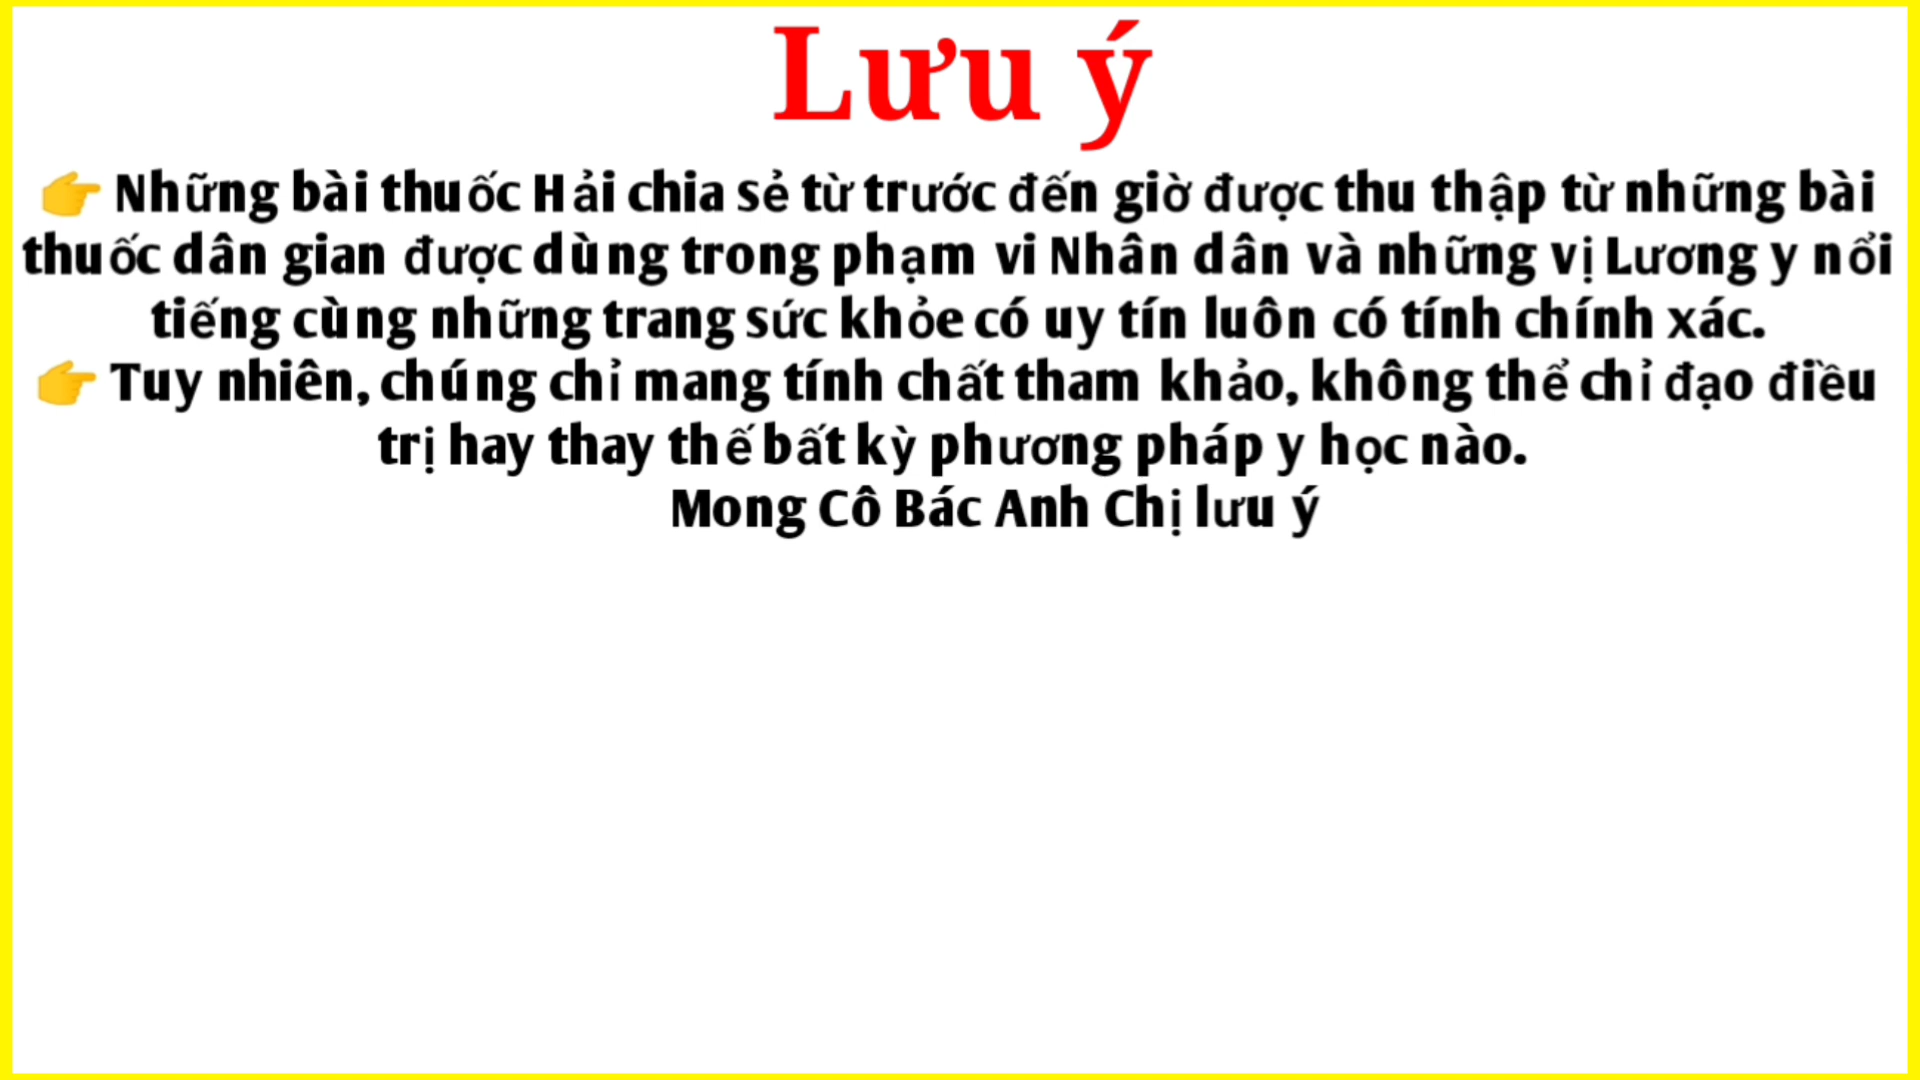 Lưu ý
👉 Những bài thuốc Hải chia sẻ từ trước đến giờ được thu thập từ những bài
thuốc dân gian được dùng trong phạm vi Nhân dân và những vị Lương y nổi
tiếng cùng những trang sức khỏe có uy tín luôn có tính chính xác.
👉 Tuy nhiên, chúng chỉ mang tính chất tham khảo, không thể chỉ đạo điều
trị hay thay thế bất kỳ phương pháp y học nào.
Mong Cô Bác Anh Chị lưu ý